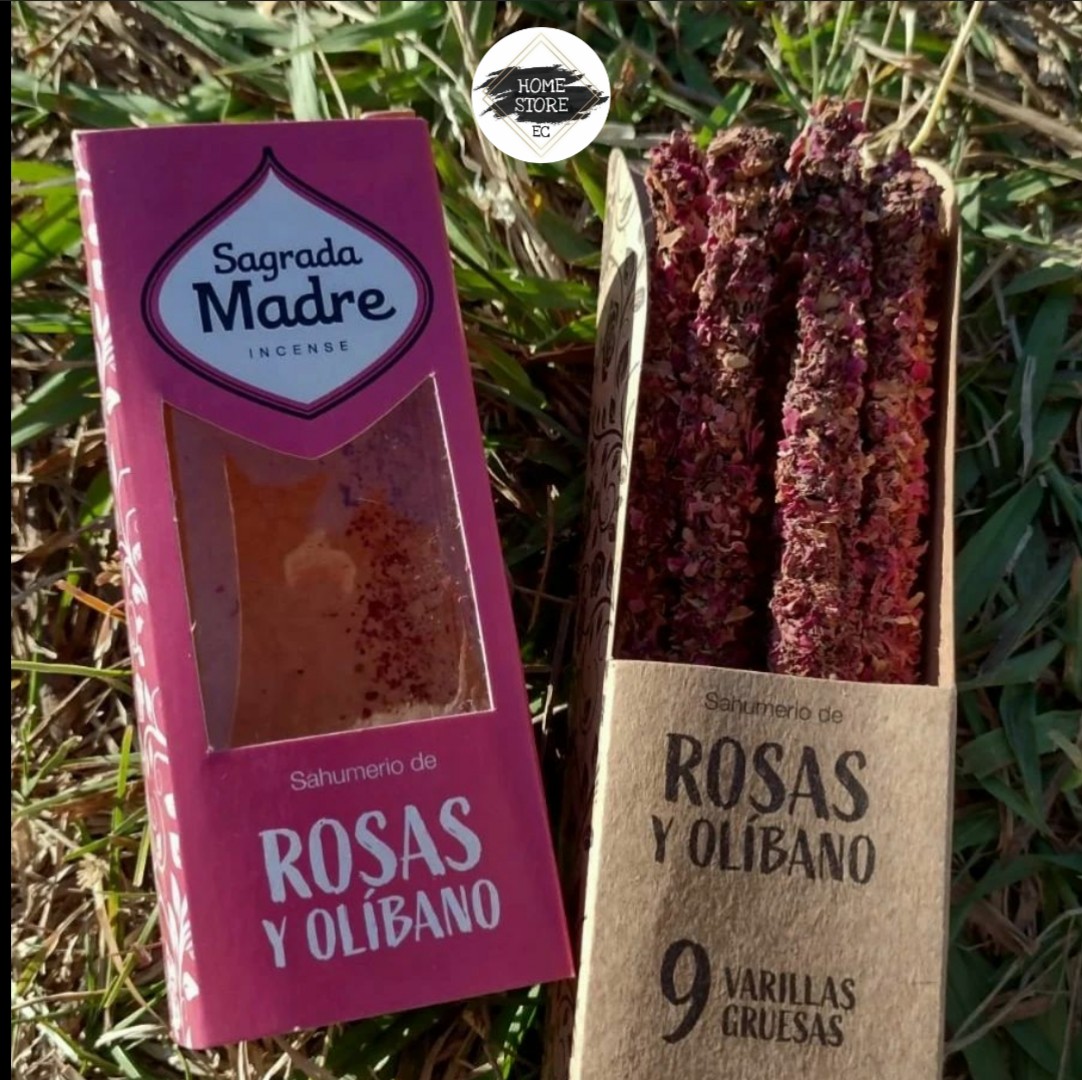 HOME
STORE
EC
Sagrada
Madre
INCENSE
Sahumerio de
ROSAS
Y OLÍBANO
Sahumerio de
ROSAS
Y OLÍBANO
9 VARILLAS
GRUESAS